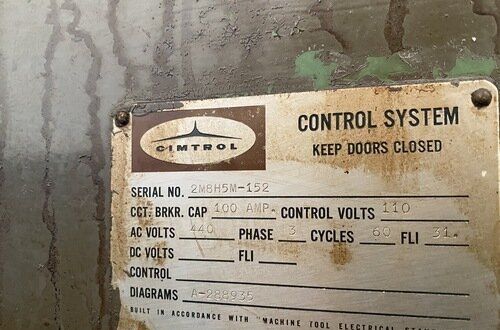 CIMTROL
CONTROL SYSTEM
KEEP DOORS CLOSED
SERIAL NO. 2M8H5M-152
CCT. BRKR. CAP 100 AMP. CONTROL VOLTS 110
AC VOLTS 440 PHASE 3 CYCLES 60 FLI 31.
DC VOLTS FLI
CONTROL
DIAGRAMS A-288935
BUILT IN ACCORDANCE WITH "MACHINE TOOL ELECTRICAL